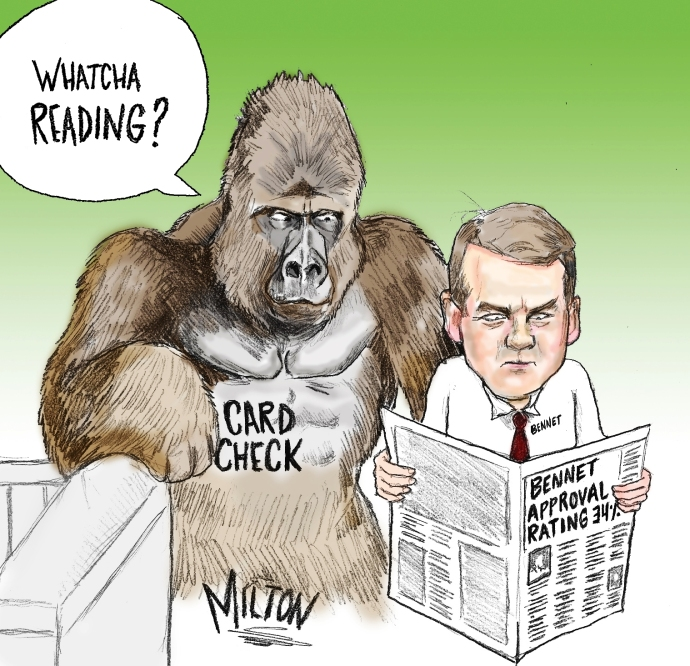 WHATCHA
READING?
CARD
CHECK
BENNET
BENNET
APPROVAL
RATING 34%
MILTON